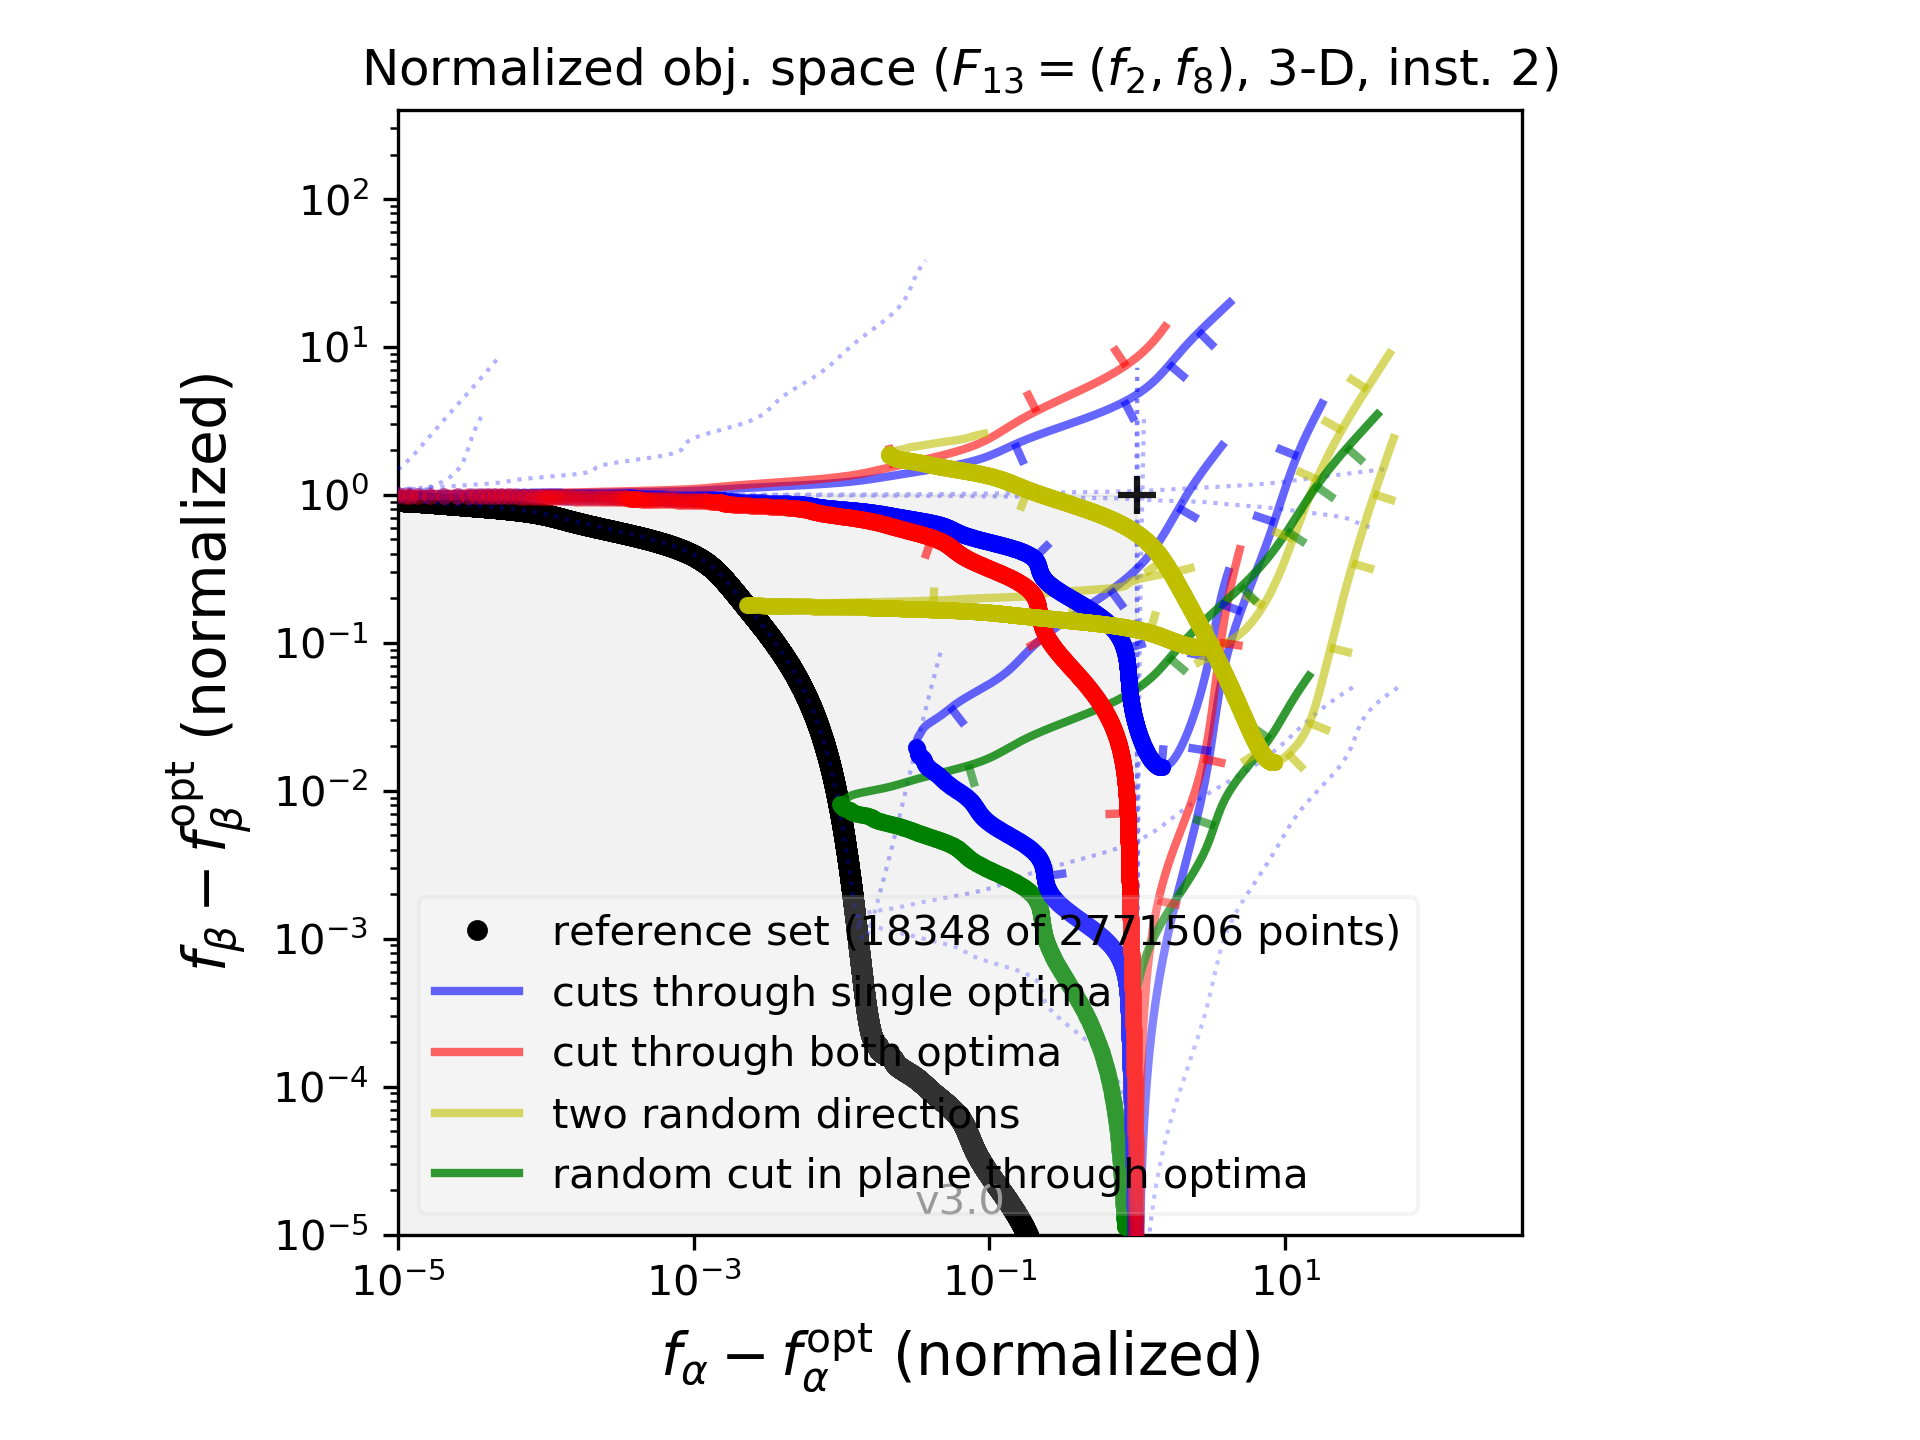 Normalized obj. space (F₁₃ = (f₂, f₈), 3-D, inst. 2)
f_β − f_β^opt (normalized)
10²
10¹
10⁰
10⁻¹
10⁻²
10⁻³
10⁻⁴
10⁻⁵
reference set (18348 of 2771506 points)
cuts through single optima
cut through both optima
two random directions
random cut in plane through optima
v3.0
10⁻⁵ 10⁻³ 10⁻¹ 10¹
f_α − f_α^opt (normalized)